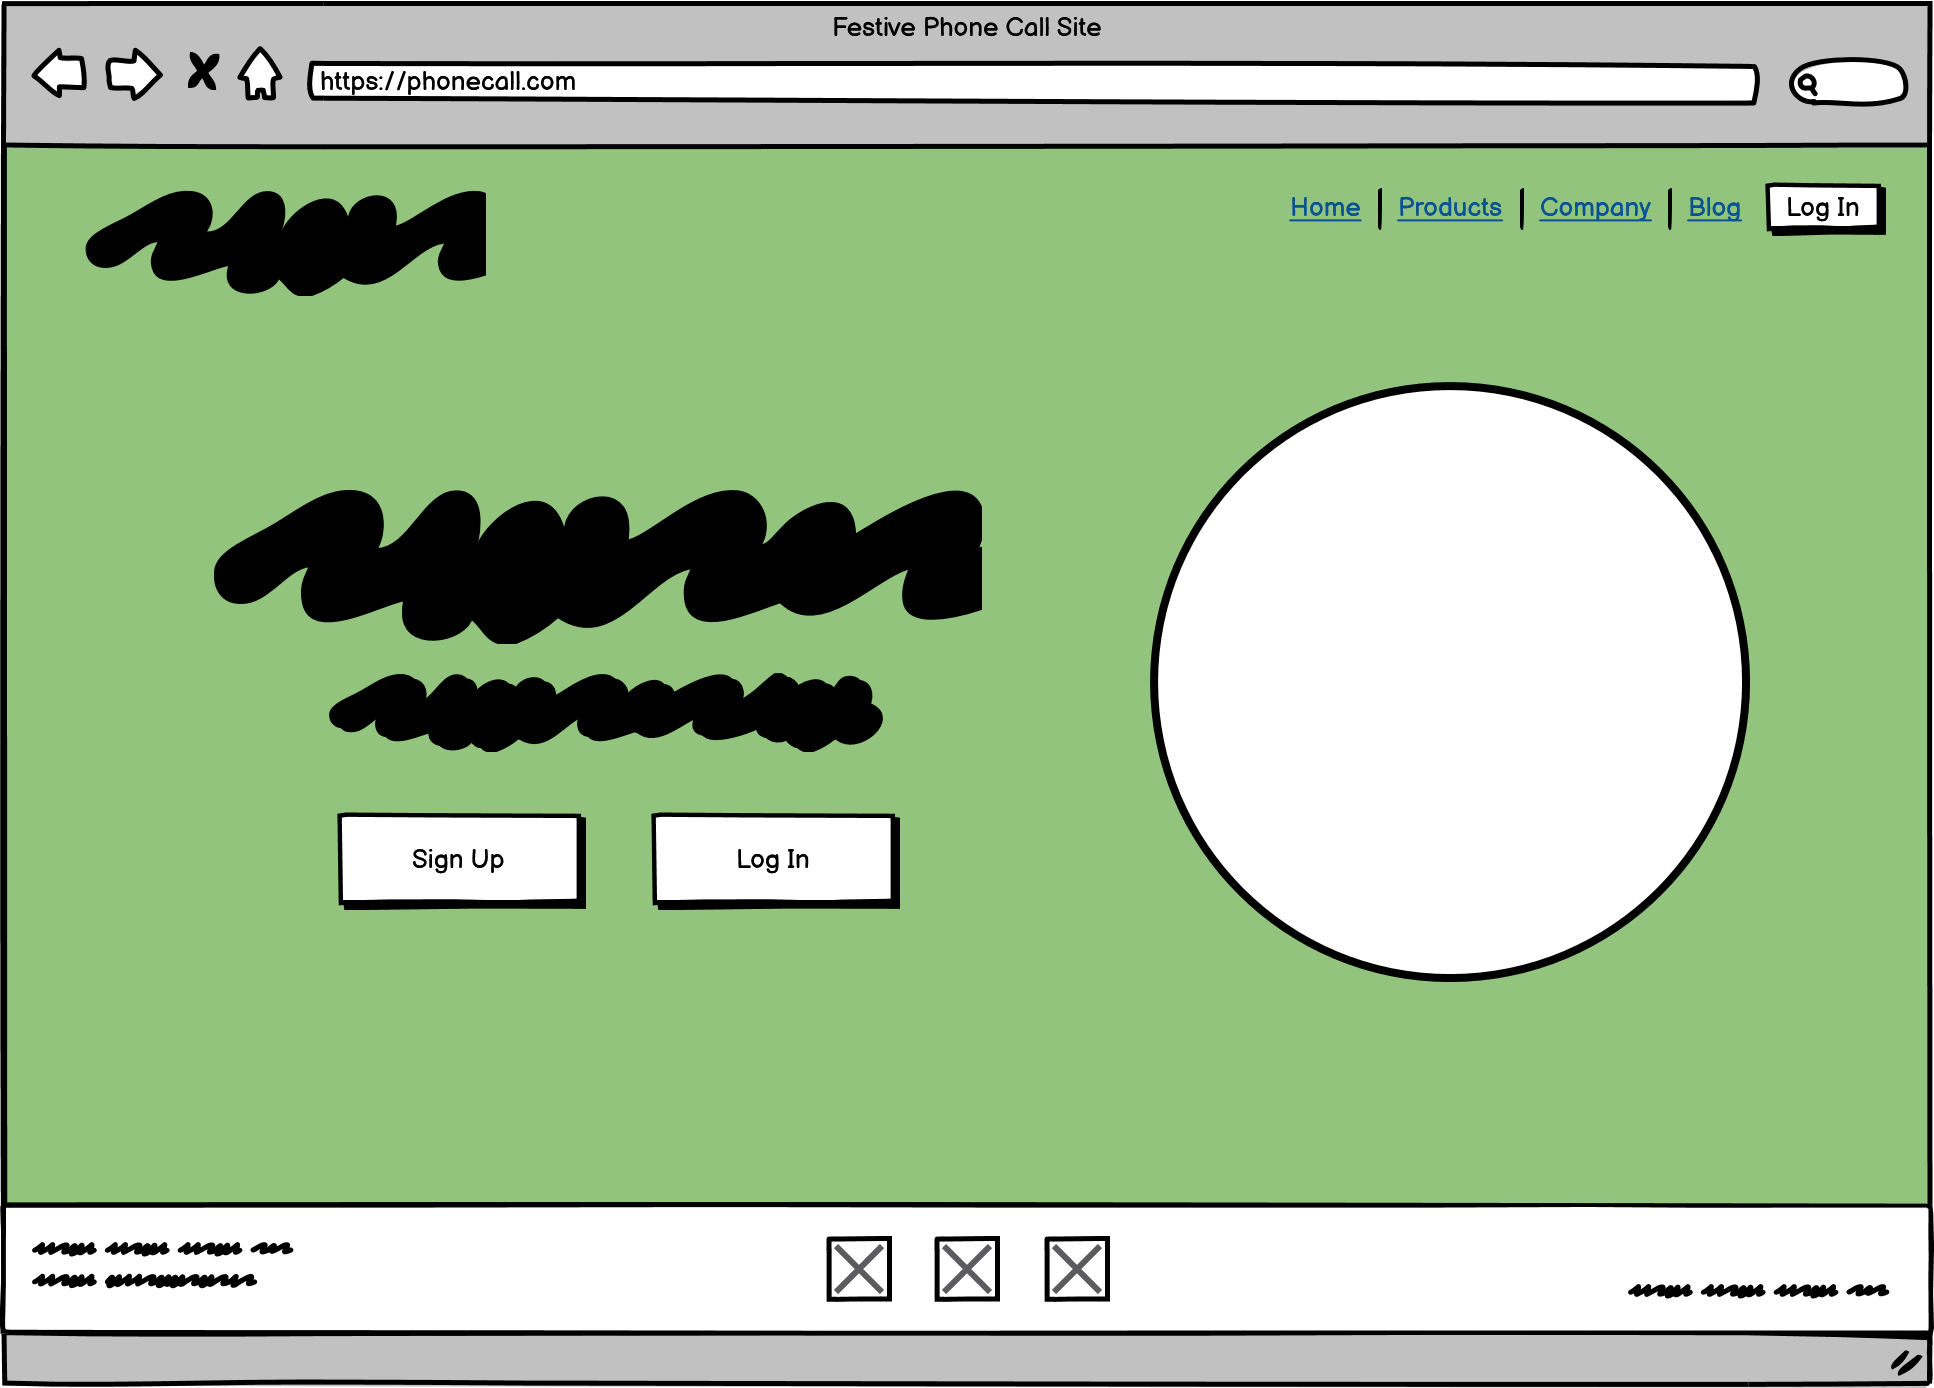 Festive Phone Call Site
https://phonecall.com
Home Products Company Blog Log In
Sign Up Log In